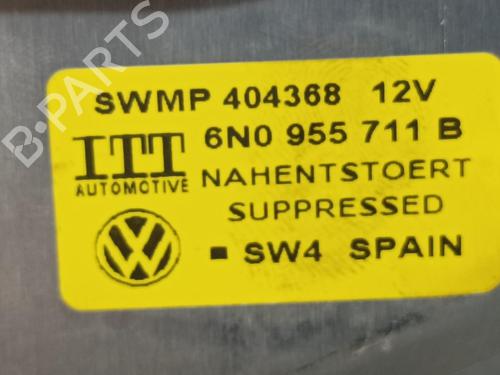 B-PARTS
SWMP 404368 12V
ITT 6N0 955 711 B
AUTOMOTIVE NAHENTSTOERT
SUPPRESSED
▪ SW4 SPAIN